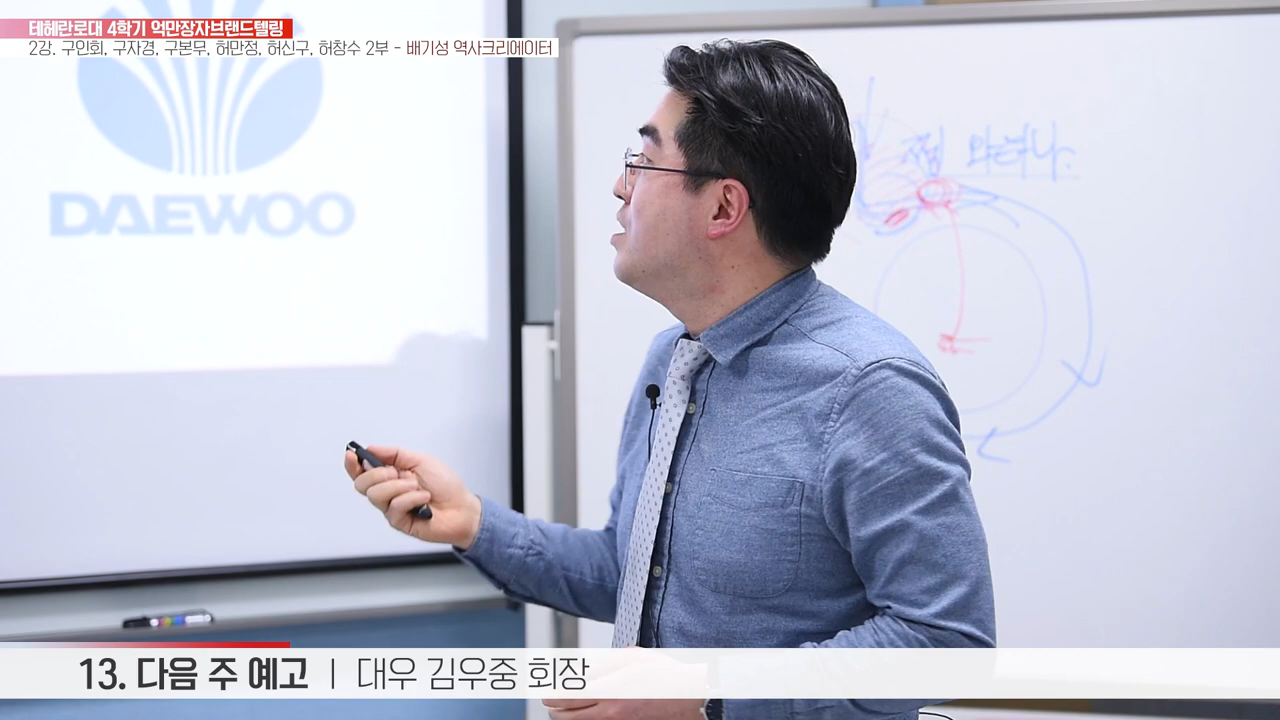 테헤란로대 4학기 억만장자브랜드텔링
2강. 구인회, 구자경, 구본무, 허만정, 허신구, 허창수 2부 - 배기성 역사크리에이터
DAEWOO
13. 다음 주 예고 | 대우 김우중 회장